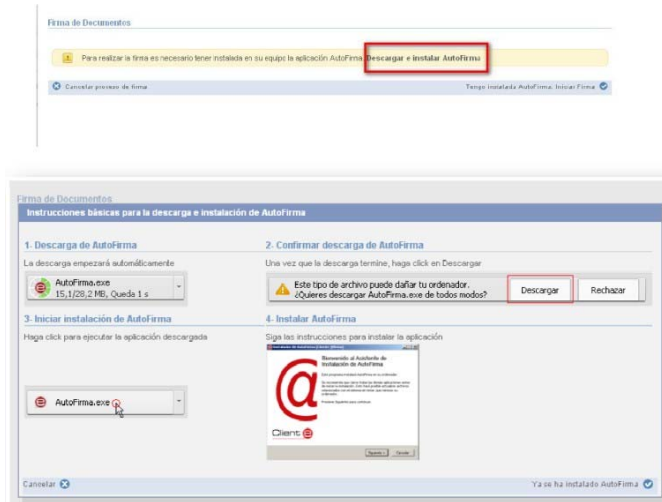 Firma de Documentos
Para realizar la firma es necesario tener instalada en su equipo la aplicación AutoFirma. Descargar e instalar AutoFirma
Cancelar proceso de firma
Tengo instalada AutoFirma: Iniciar Firma
Firma de Documentos
Instrucciones básicas para la descarga e instalación de AutoFirma
1- Descarga de AutoFirma
La descarga empezará automáticamente
AutoFirma.exe
15,1/28,2 MB, Queda 1 s
2- Confirmar descarga de AutoFirma
Una vez que la descarga termine, haga click en Descargar
Este tipo de archivo puede dañar tu ordenador.
¿Quieres descargar AutoFirma.exe de todos modos?
Descargar
Rechazar
3- Iniciar instalación de AutoFirma
Haga click para ejecutar la aplicación descargada
AutoFirma.exe
4- Instalar AutoFirma
Siga las instrucciones para instalar la aplicación
Bienvenido al Asistente de
Instalación de AutoFirma
Client
Cancelar
Ya se ha instalado AutoFirma